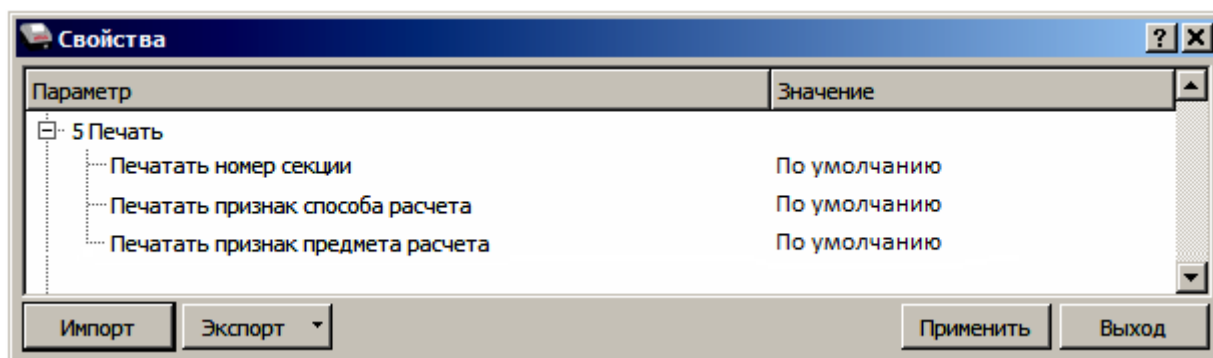 Свойства
Параметр Значение
5 Печать
Печатать номер секции По умолчанию
Печатать признак способа расчета По умолчанию
Печатать признак предмета расчета По умолчанию
Импорт Экспорт Применить Выход